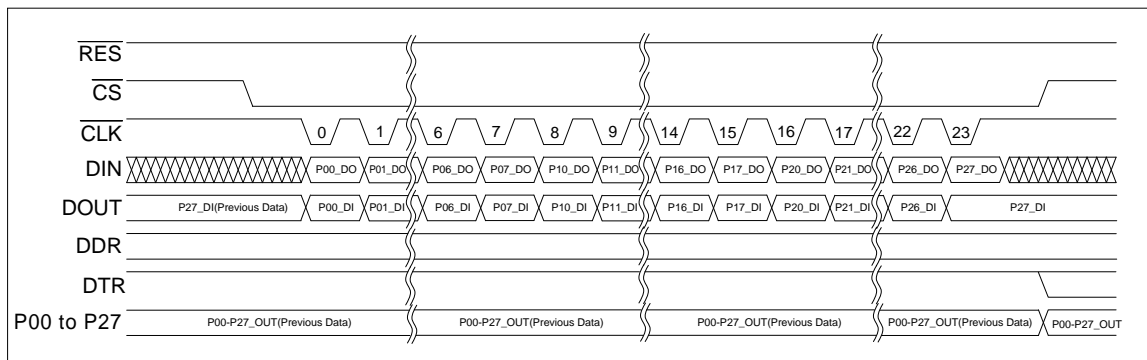 RES
CS
CLK 0 1 6 7 8 9 14 15 16 17 22 23
DIN P00_DO P01_DO P06_DO P07_DO P10_DO P11_DO P16_DO P17_DO P20_DO P21_DO P26_DO P27_DO
DOUT P27_DI(Previous Data) P00_DI P01_DI P06_DI P07_DI P10_DI P11_DI P16_DI P17_DI P20_DI P21_DI P26_DI P27_DI
DDR
DTR
P00 to P27 P00-P27_OUT(Previous Data) P00-P27_OUT(Previous Data) P00-P27_OUT(Previous Data) P00-P27_OUT(Previous Data) P00-P27_OUT